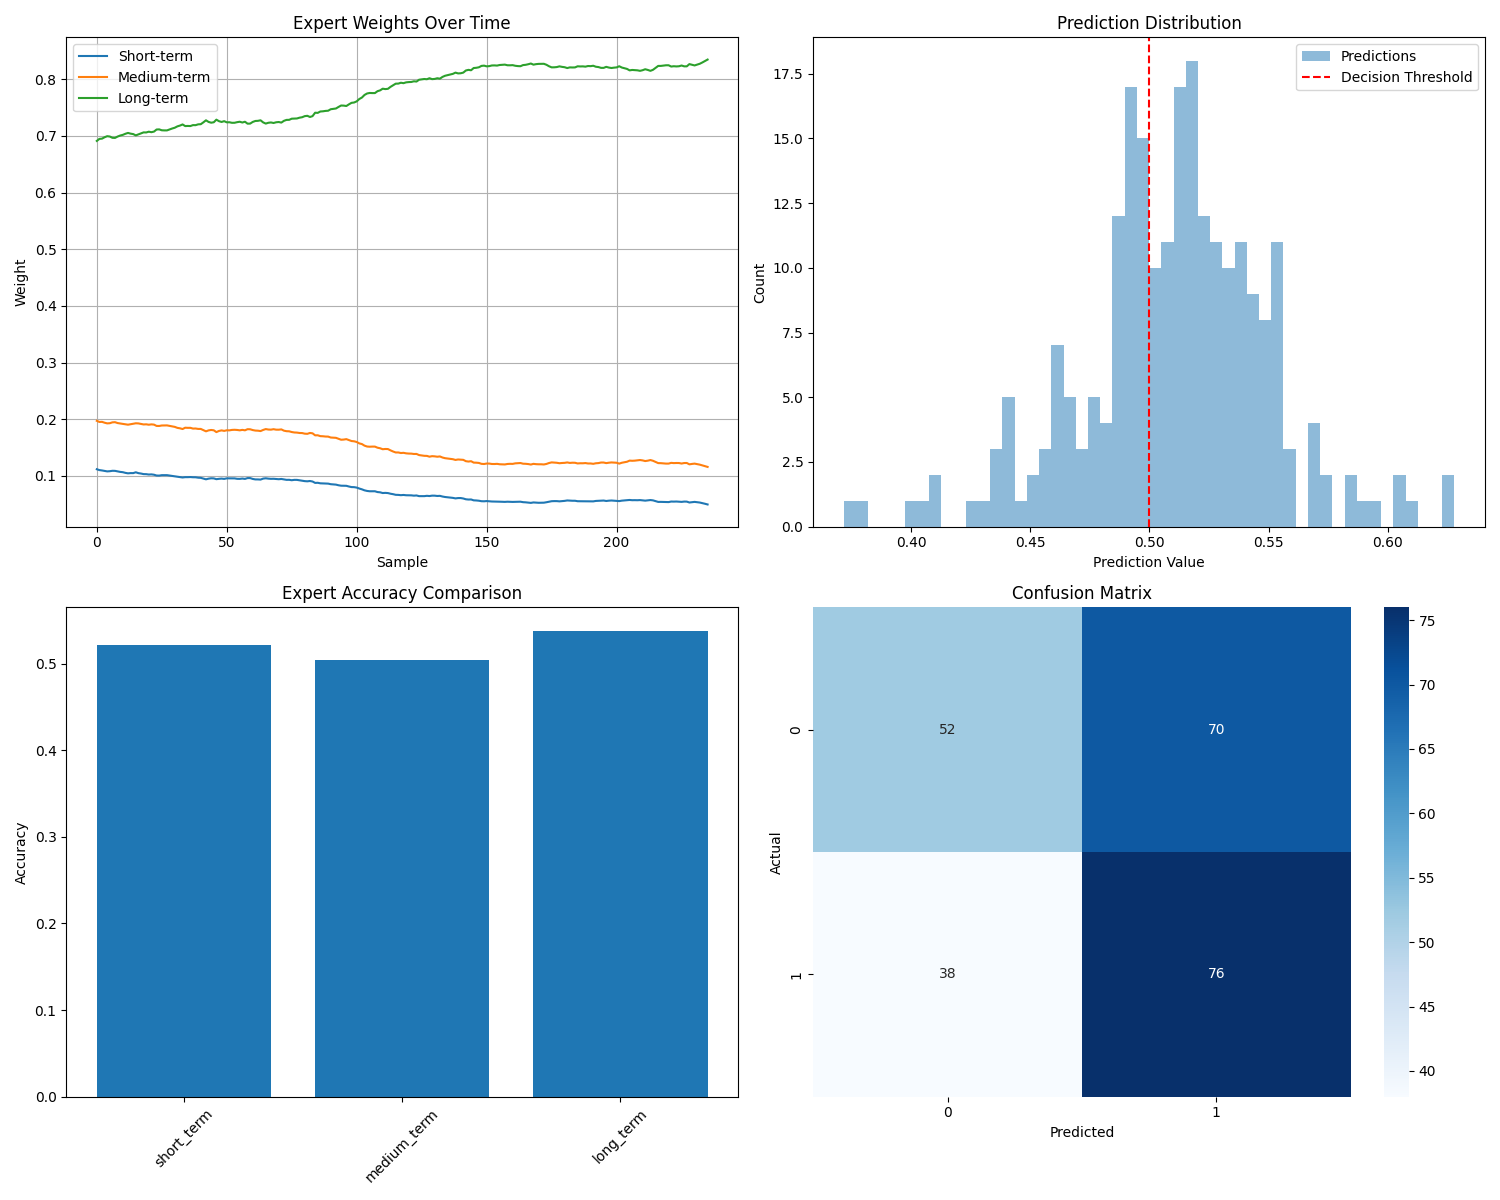 Expert Weights Over Time
Short-term
Medium-term
Long-term
Weight
0.8
0.7
0.6
0.5
0.4
0.3
0.2
0.1
0 50 100 150 200
Sample
Prediction Distribution
Predictions
Decision Threshold
Count
17.5
15.0
12.5
10.0
7.5
5.0
2.5
0.0
0.40 0.45 0.50 0.55 0.60
Prediction Value
Expert Accuracy Comparison
Accuracy
0.5
0.4
0.3
0.2
0.1
0.0
short_term medium_term long_term
Confusion Matrix
Actual
0
52 70
1
38 76
0 1
Predicted
75
70
65
60
55
50
45
40